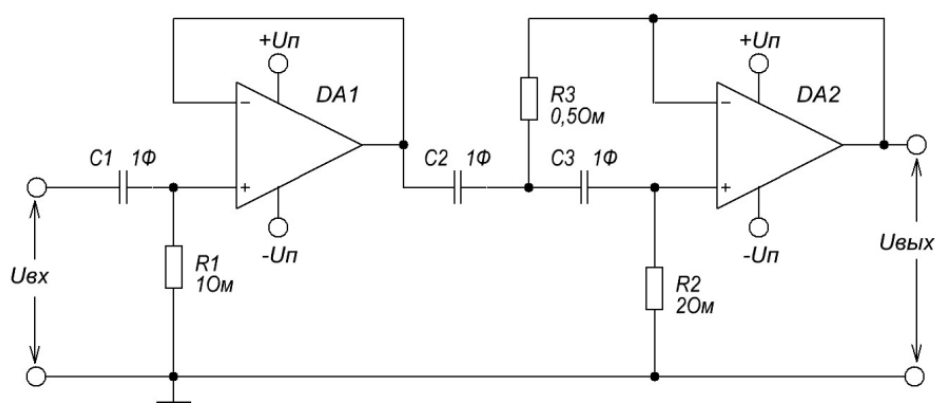 +Uп
+Uп
DA1
R3
0,5Ом
DA2
C1 1Ф
C2 1Ф
C3 1Ф
-Uп
-Uп
Uвх
R1
1Ом
R2
2Ом
Uвых